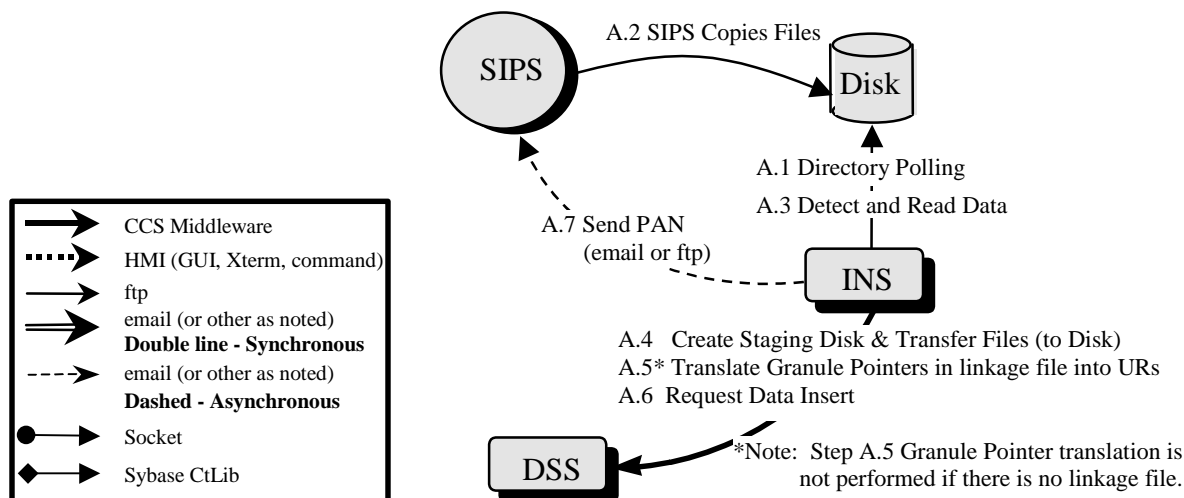 A.2 SIPS Copies Files
SIPS
Disk
A.1 Directory Polling
A.3 Detect and Read Data
A.7 Send PAN
(email or ftp)
INS
A.4 Create Staging Disk & Transfer Files (to Disk)
A.5* Translate Granule Pointers in linkage file into URs
A.6 Request Data Insert
DSS
*Note: Step A.5 Granule Pointer translation is
not performed if there is no linkage file.
CCS Middleware
HMI (GUI, Xterm, command)
ftp
email (or other as noted)
Double line - Synchronous
email (or other as noted)
Dashed - Asynchronous
Socket
Sybase CtLib